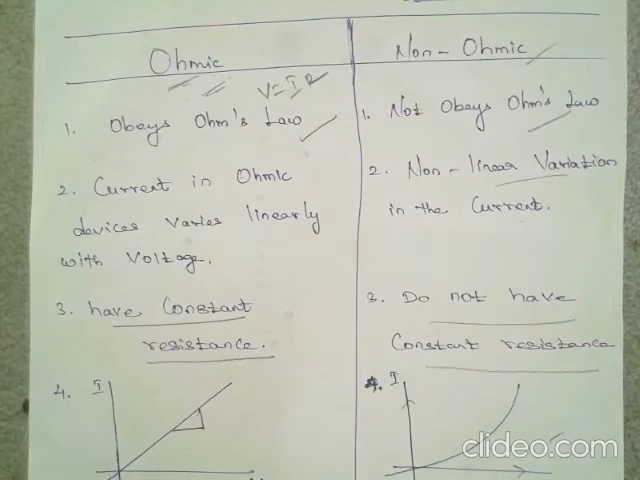 Ohmic
Non - Ohmic
V = IR
1. Obeys Ohm's Law
1. Not Obeys Ohm's Law
2. Current in Ohmic
devices varies linearly
with Voltage.
2. Non - linear Variation
in the Current.
3. have Constant
resistance.
3. Do not have
Constant resistance
4. I
4. I
clideo.com